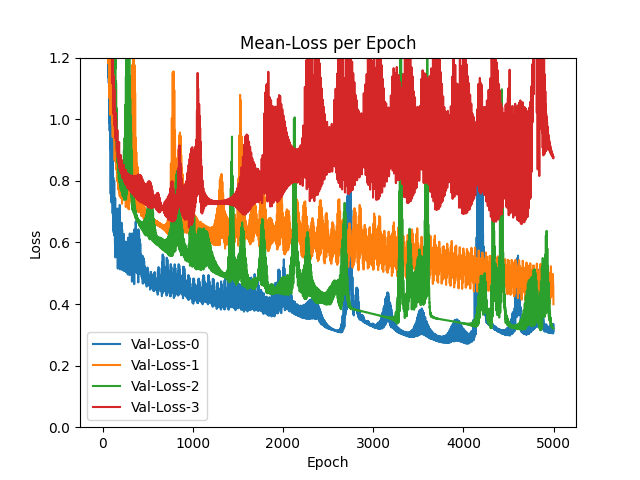 Mean-Loss per Epoch
1.2
1.0
0.8
0.6
0.4
0.2
0.0
Loss
Val-Loss-0
Val-Loss-1
Val-Loss-2
Val-Loss-3
0 1000 2000 3000 4000 5000
Epoch